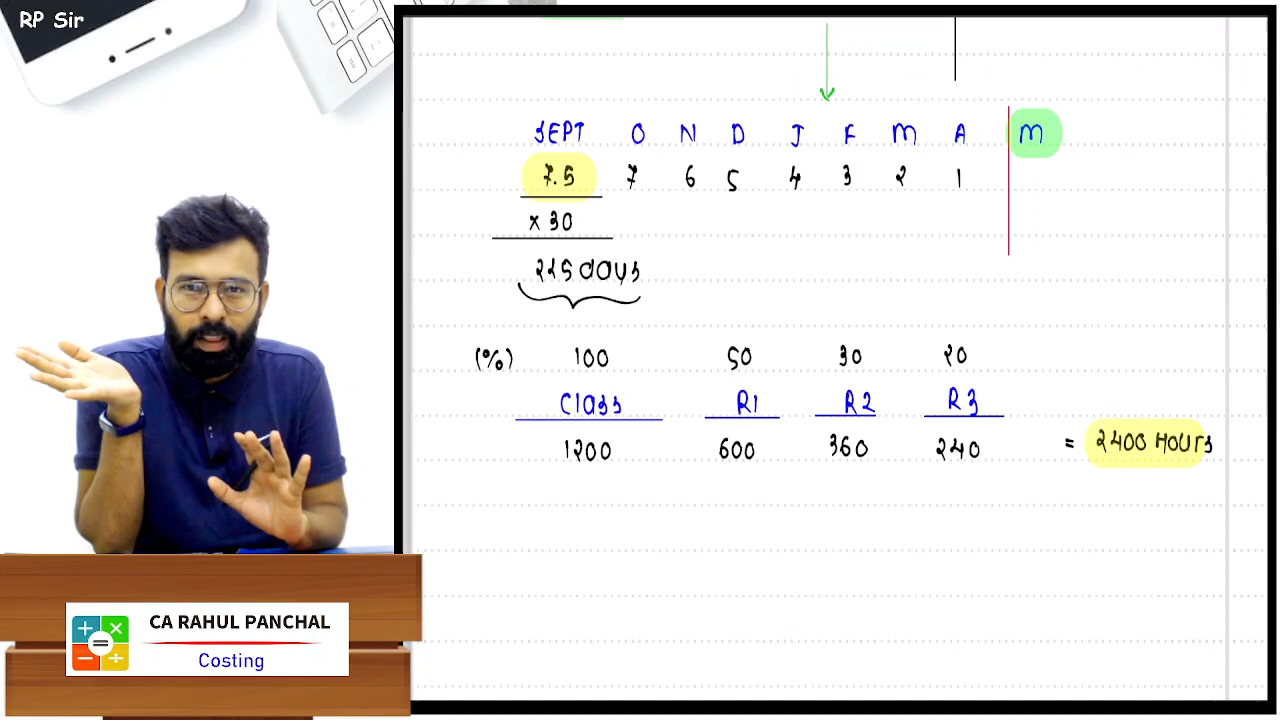 RP Sir
SEPT O N D J F M A M
7.5 7 6 5 4 3 2 1
x 30
225 days
(%) 100 50 30 20
Class R1 R2 R3
1200 600 360 240 = 2400 HOURS
CA RAHUL PANCHAL
Costing